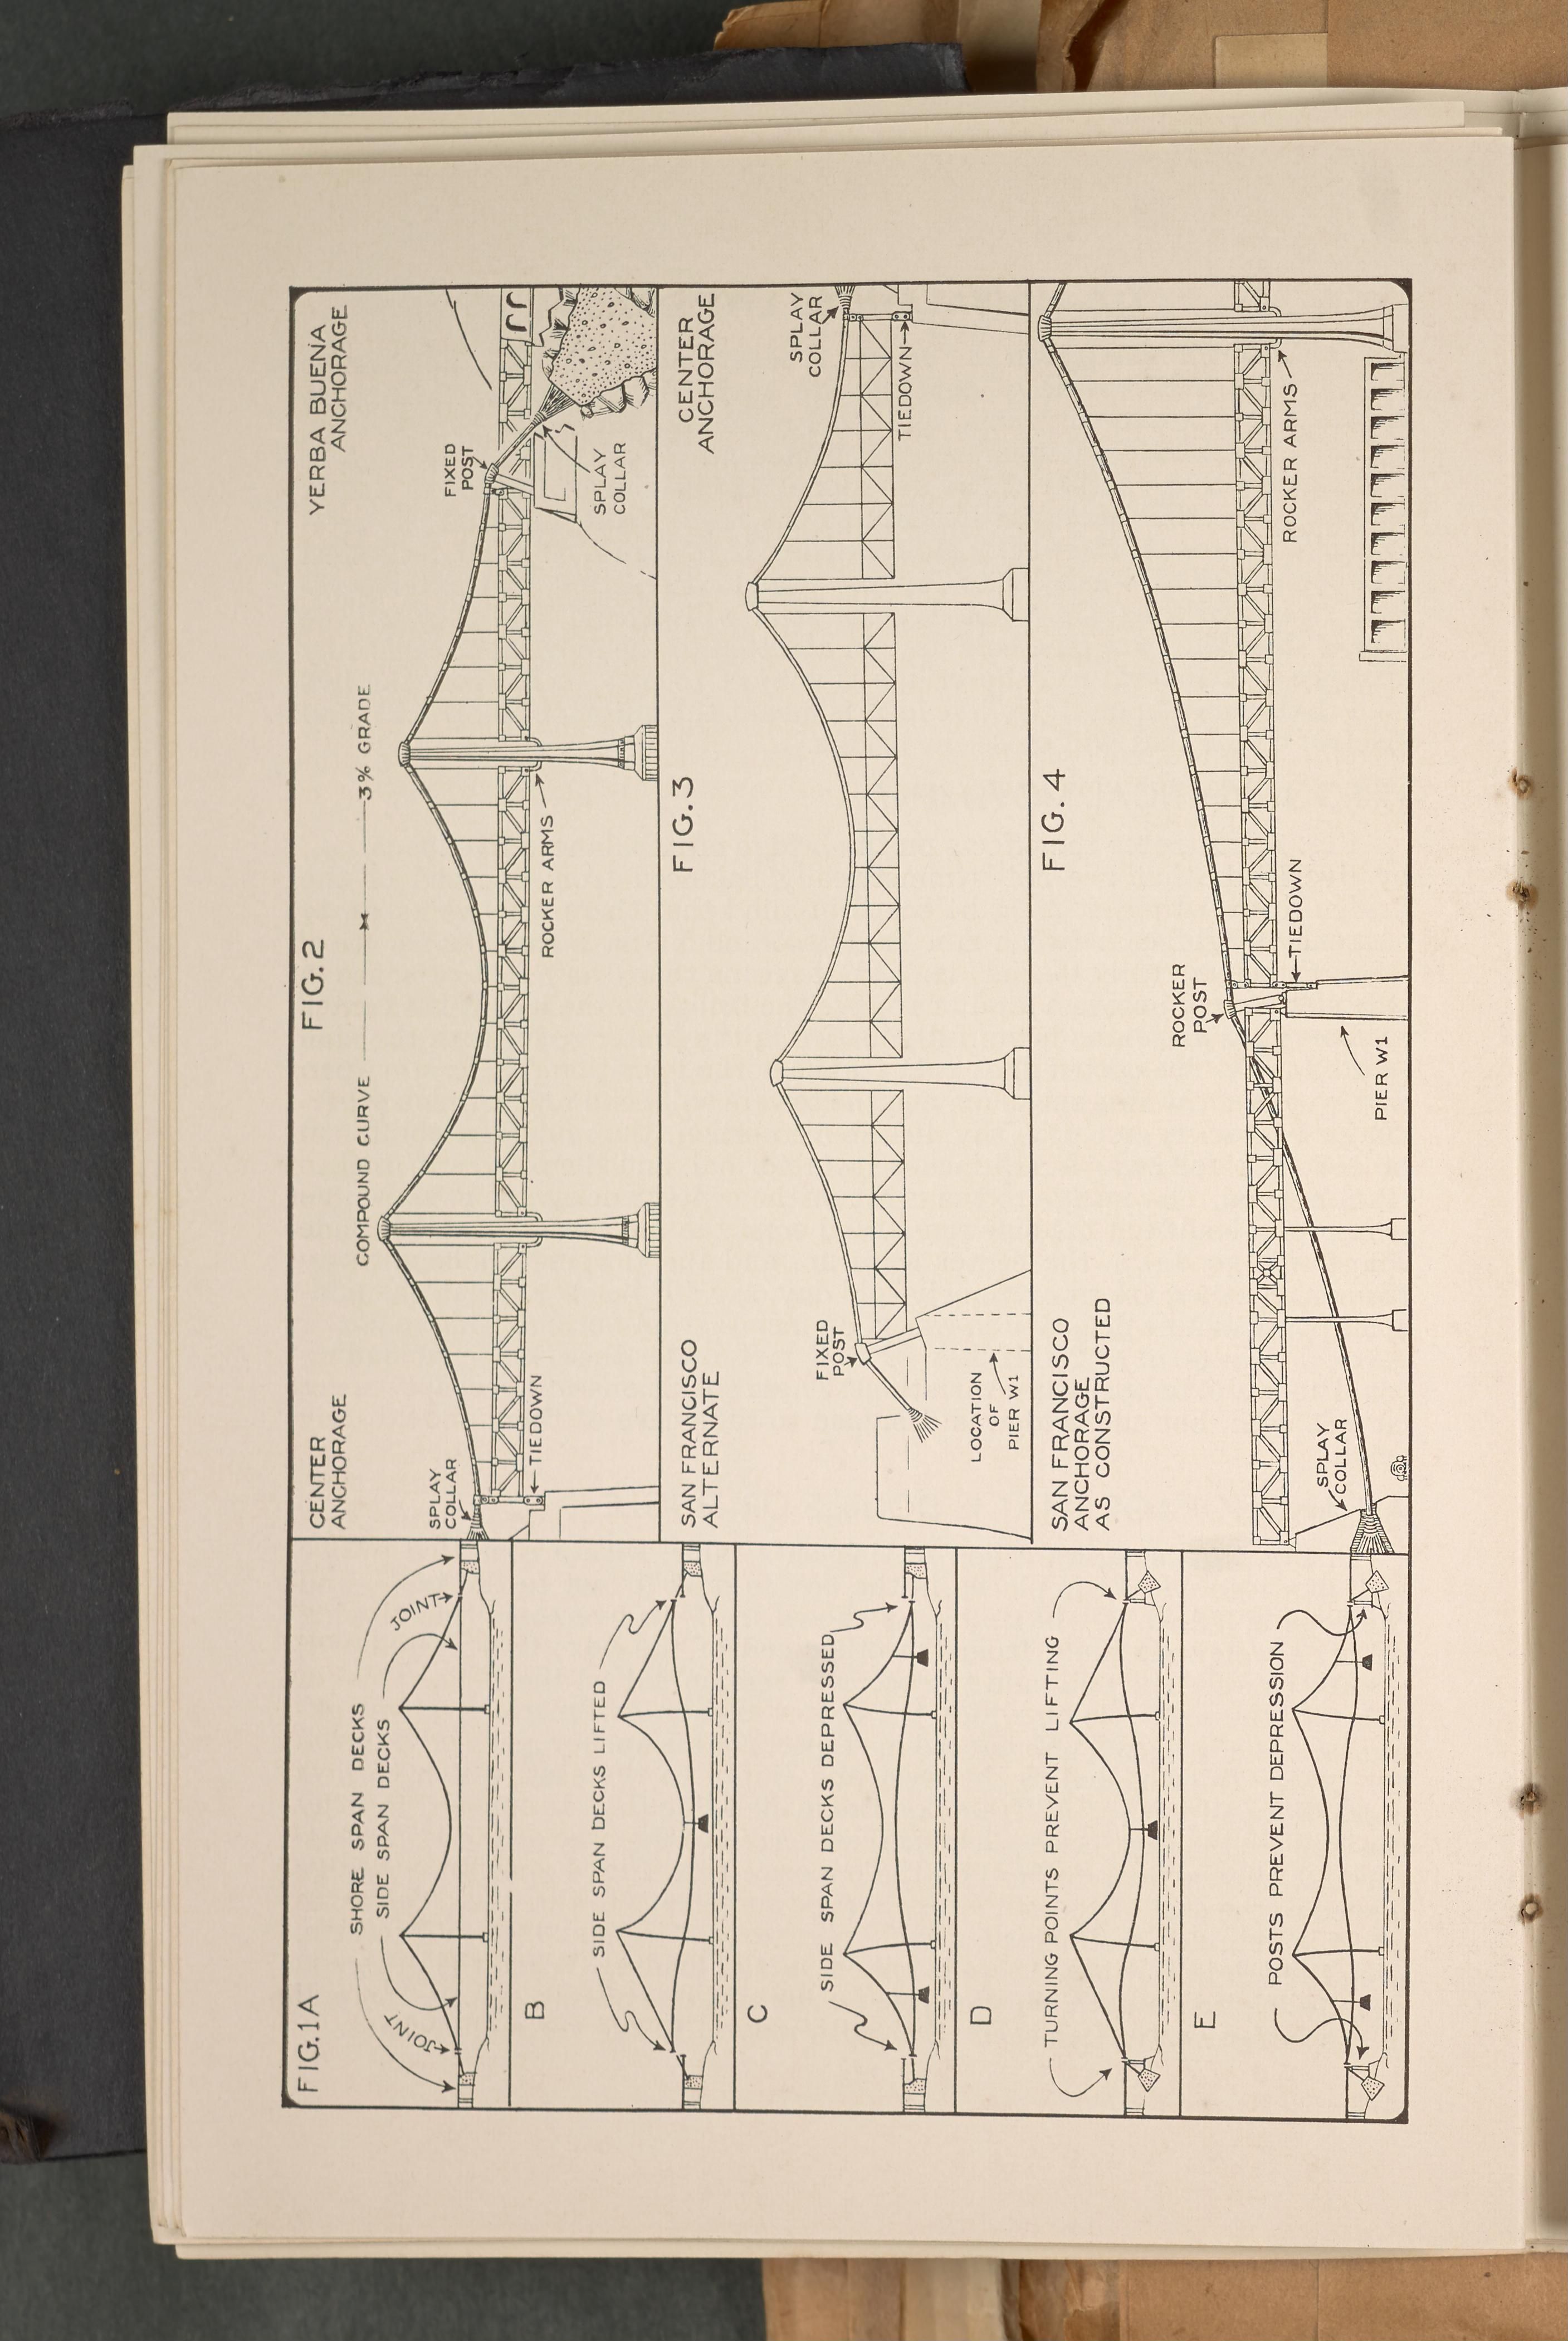 FIG.1A
SHORE SPAN DECKS
SIDE SPAN DECKS
JOINT
JOINT
B
SIDE SPAN DECKS LIFTED
C
SIDE SPAN DECKS DEPRESSED
D
TURNING POINTS PREVENT LIFTING
E
POSTS PREVENT DEPRESSION
CENTER
ANCHORAGE
FIG.2
YERBA BUENA
ANCHORAGE
COMPOUND CURVE
3% GRADE
SPLAY
COLLAR
FIXED
POST
TIEDOWN
ROCKER ARMS
SPLAY
COLLAR
SAN FRANCISCO
ALTERNATE
FIG.3
CENTER
ANCHORAGE
FIXED
POST
SPLAY
COLLAR
TIEDOWN
LOCATION
OF
PIER W1
SAN FRANCISCO
ANCHORAGE
AS CONSTRUCTED
FIG. 4
ROCKER
POST
TIEDOWN
ROCKER ARMS
SPLAY
COLLAR
PIER W1